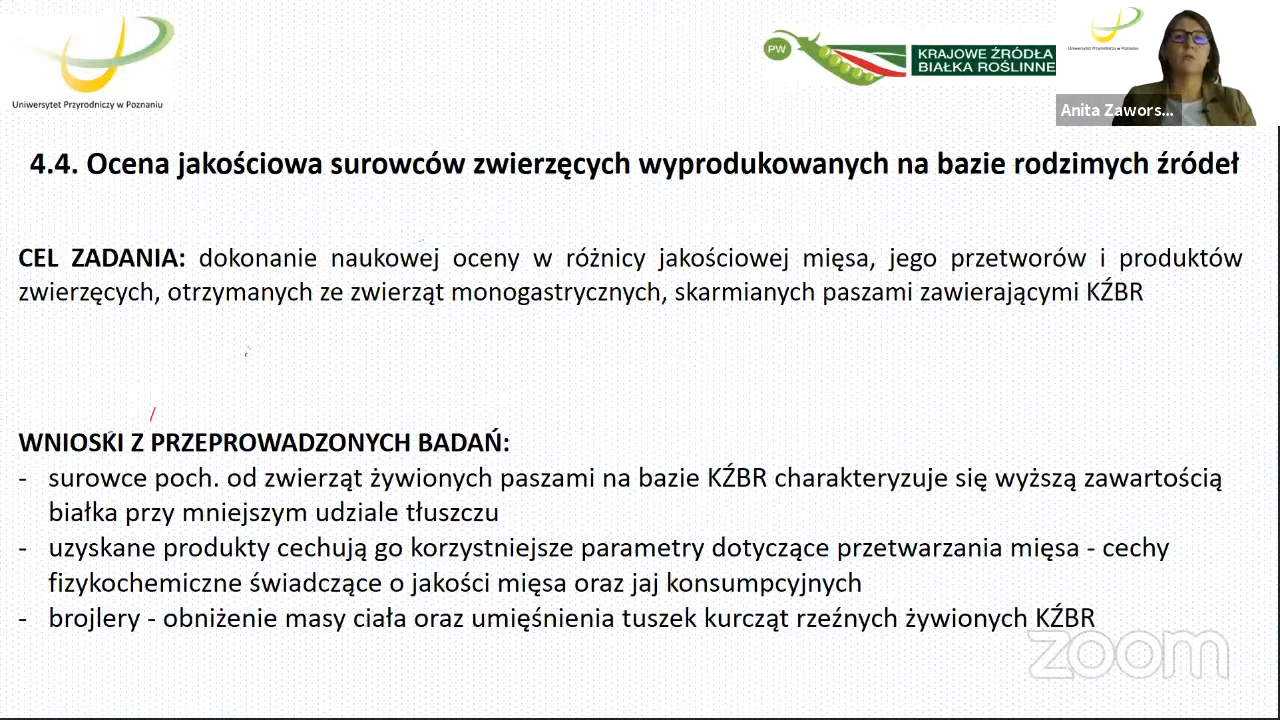 Uniwersytet Przyrodniczy w Poznaniu
PW
KRAJOWE ŹRÓDŁA
BIAŁKA ROŚLINNE
Uniwersytet Przyrodniczy w Poznaniu
Anita Zawors...
4.4. Ocena jakościowa surowców zwierzęcych wyprodukowanych na bazie rodzimych źródeł
CEL ZADANIA: dokonanie naukowej oceny w różnicy jakościowej mięsa, jego przetworów i produktów
zwierzęcych, otrzymanych ze zwierząt monogastrycznych, skarmianych paszami zawierającymi KŹBR
WNIOSKI Z PRZEPROWADZONYCH BADAŃ:
- surowce poch. od zwierząt żywionych paszami na bazie KŹBR charakteryzuje się wyższą zawartością
białka przy mniejszym udziale tłuszczu
- uzyskane produkty cechują go korzystniejsze parametry dotyczące przetwarzania mięsa - cechy
fizykochemiczne świadczące o jakości mięsa oraz jaj konsumpcyjnych
- brojlery - obniżenie masy ciała oraz umięśnienia tuszek kurcząt rzeźnych żywionych KŹBR
zoom